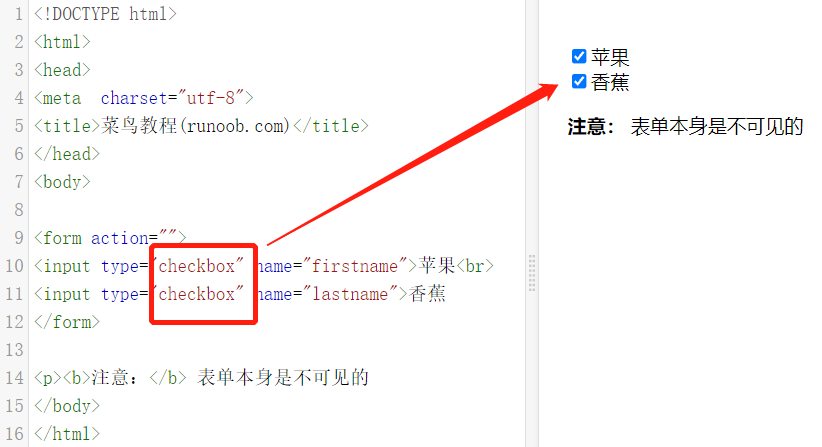 1 <!DOCTYPE html>
2 <html>
3 <head>
4 <meta  charset="utf-8">
5 <title>菜鸟教程(runoob.com)</title>
6 </head>
7 <body>
8
9 <form action="">
10 <input type="checkbox" name="firstname">苹果<br>
11 <input type="checkbox" name="lastname">香蕉
12 </form>
13
14 <p><b>注意：</b> 表单本身是不可见的
15 </body>
16 </html>
苹果
香蕉
注意： 表单本身是不可见的